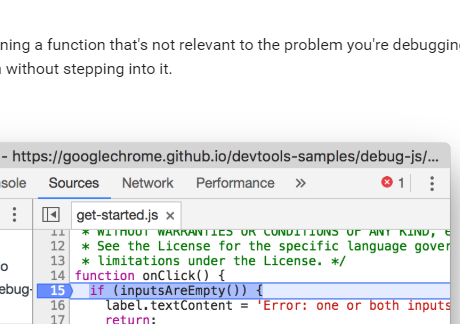 ning a function that's not relevant to the problem you're debuggin
without stepping into it.
- https://googlechrome.github.io/devtools-samples/debug-js/...
sole Sources Network Performance » 1
get-started.js ×
11 * WITHOUT WARRANTIES OR CONDITIONS OF ANY KIND, e
12 * See the License for the specific language gover
13 * limitations under the License. */
14 function onClick() {
15 if (inputsAreEmpty()) {
16 label.textContent = 'Error: one or both inputs
17 return;
o
ebug-